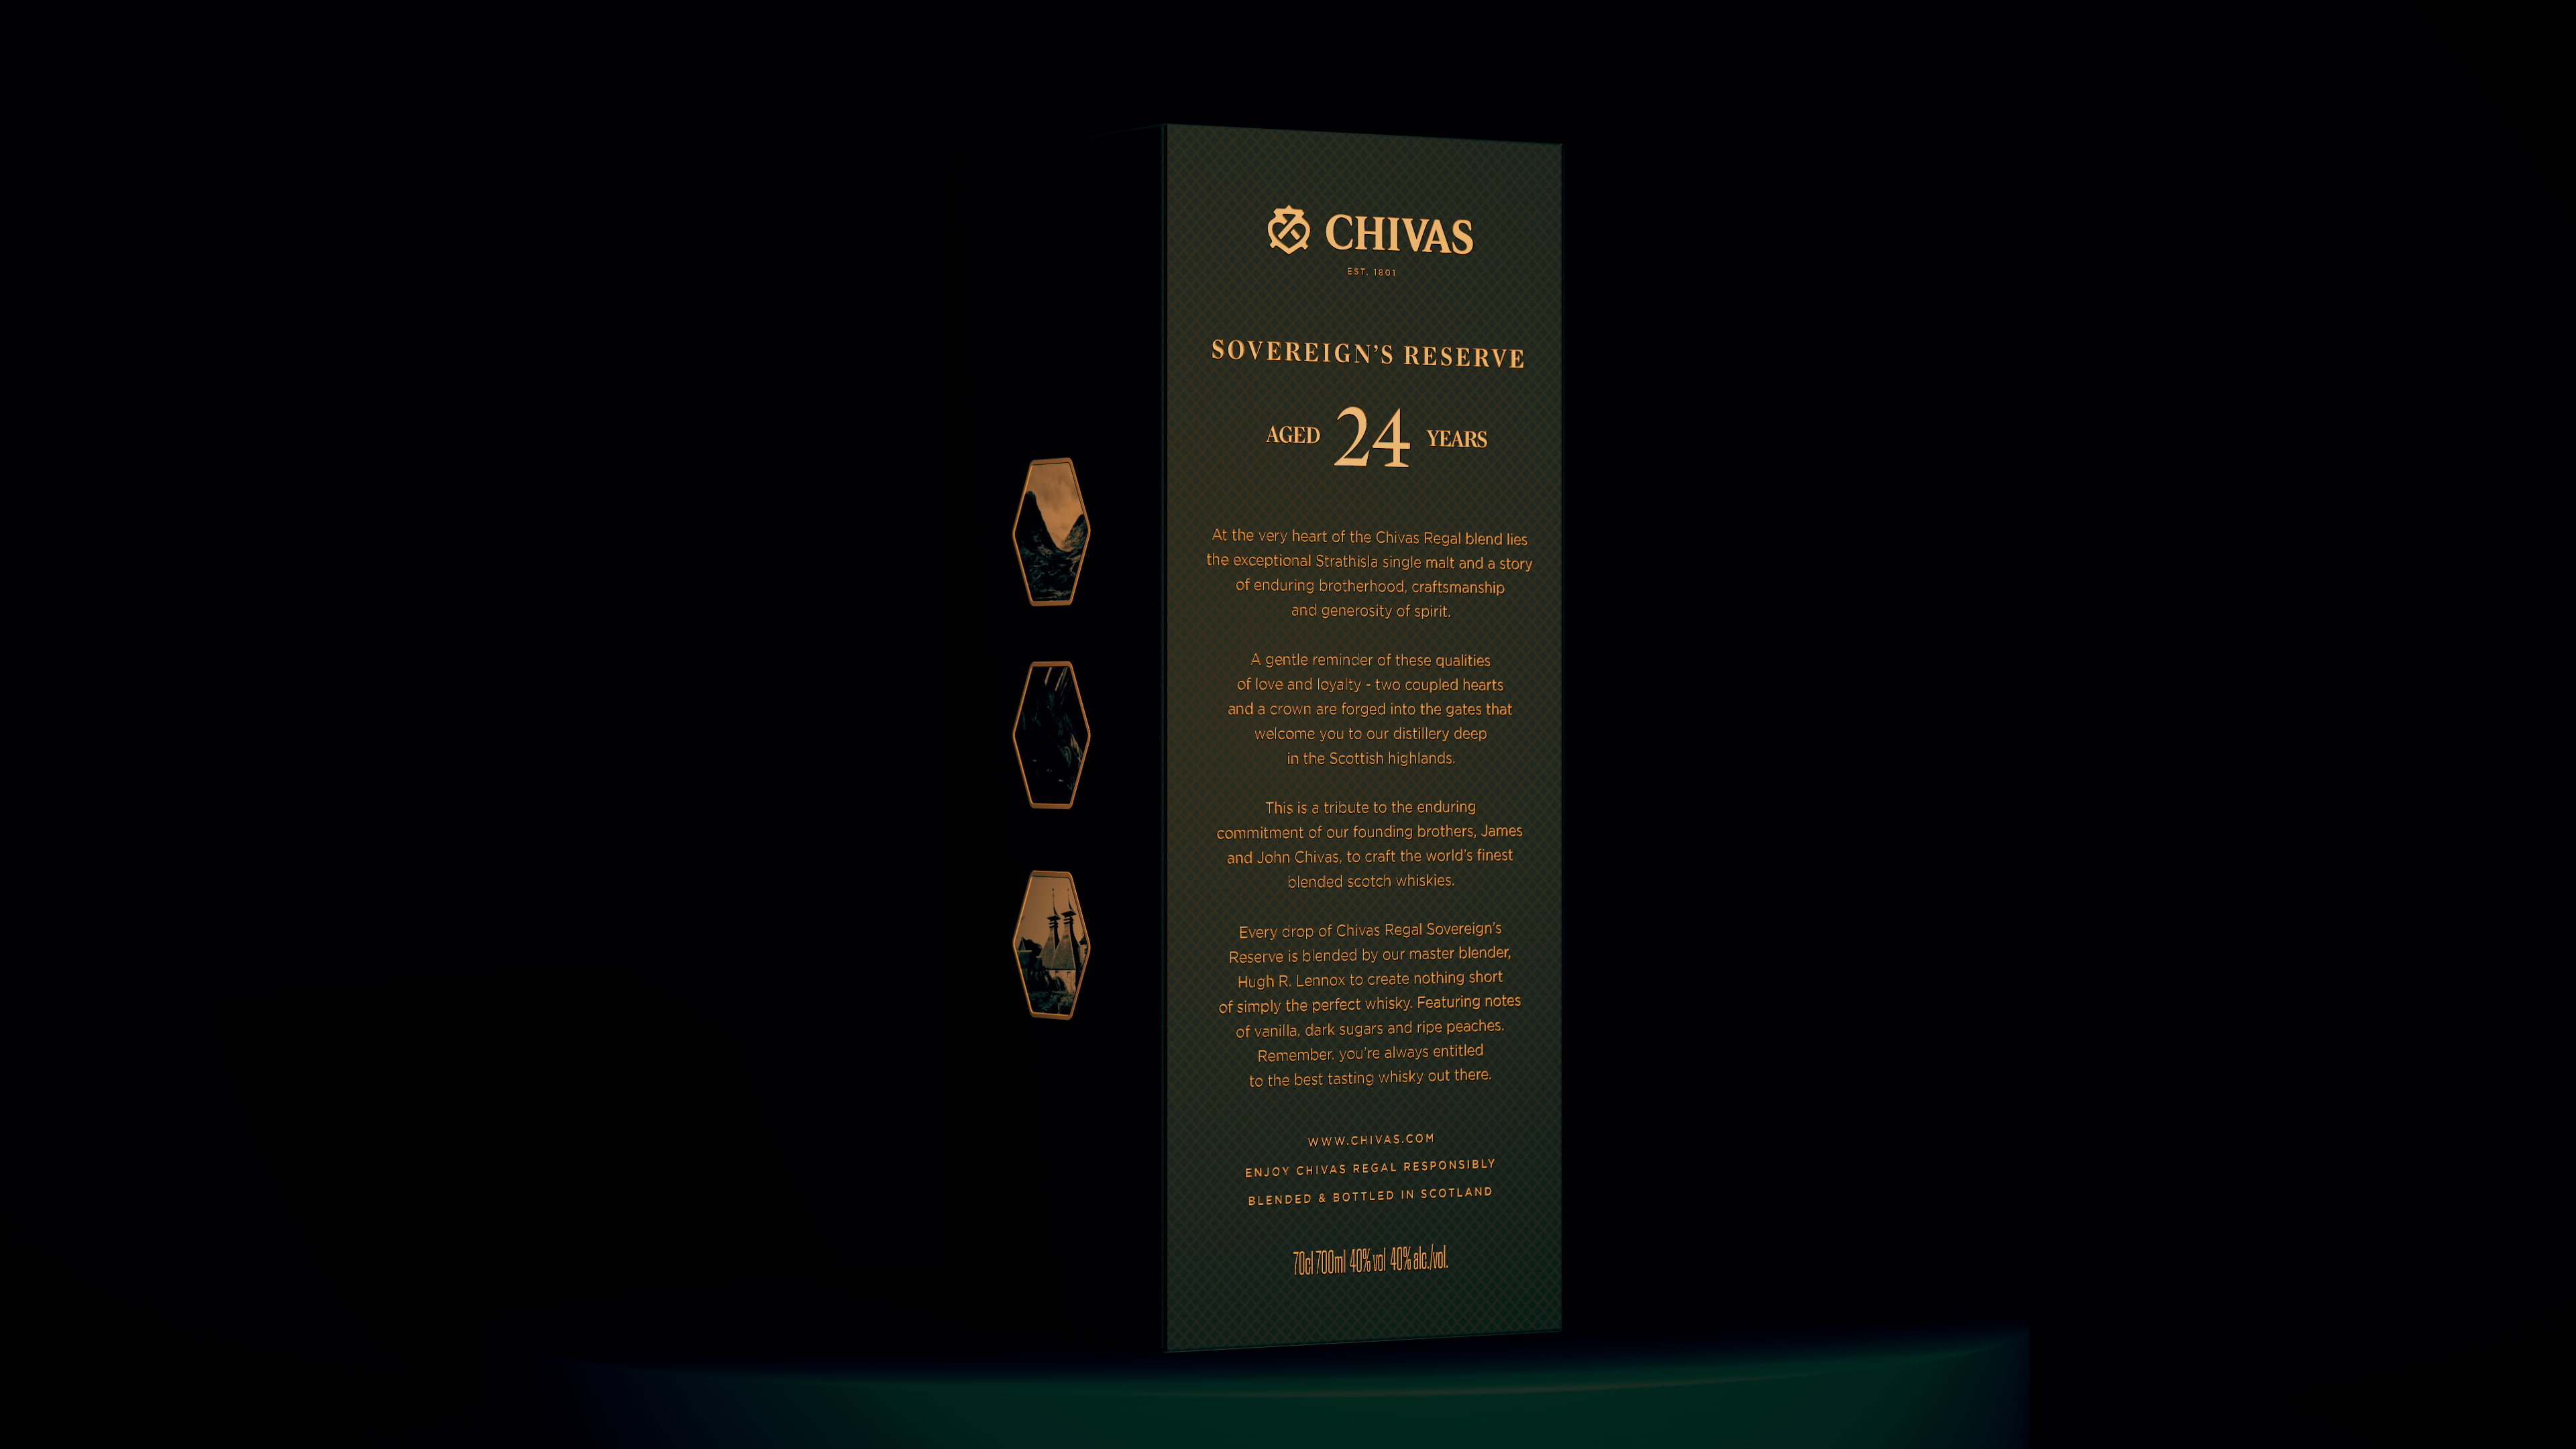 CHIVAS
EST. 1801
SOVEREIGN'S RESERVE
AGED 24 YEARS
At the very heart of the Chivas Regal blend lies
the exceptional Strathisla single malt and a story
of enduring brotherhood, craftsmanship
and generosity of spirit.
A gentle reminder of these qualities
of love and loyalty - two coupled hearts
and a crown are forged into the gates that
welcome you to our distillery deep
in the Scottish highlands.
This is a tribute to the enduring
commitment of our founding brothers, James
and John Chivas, to craft the world's finest
blended scotch whiskies.
Every drop of Chivas Regal Sovereign's
Reserve is blended by our master blender,
Hugh R. Lennox to create nothing short
of simply the perfect whisky. Featuring notes
of vanilla, dark sugars and ripe peaches.
Remember, you're always entitled
to the best tasting whisky out there.
WWW.CHIVAS.COM
ENJOY CHIVAS REGAL RESPONSIBLY
BLENDED & BOTTLED IN SCOTLAND
70cl 700ml 40% vol 40% alc./vol.